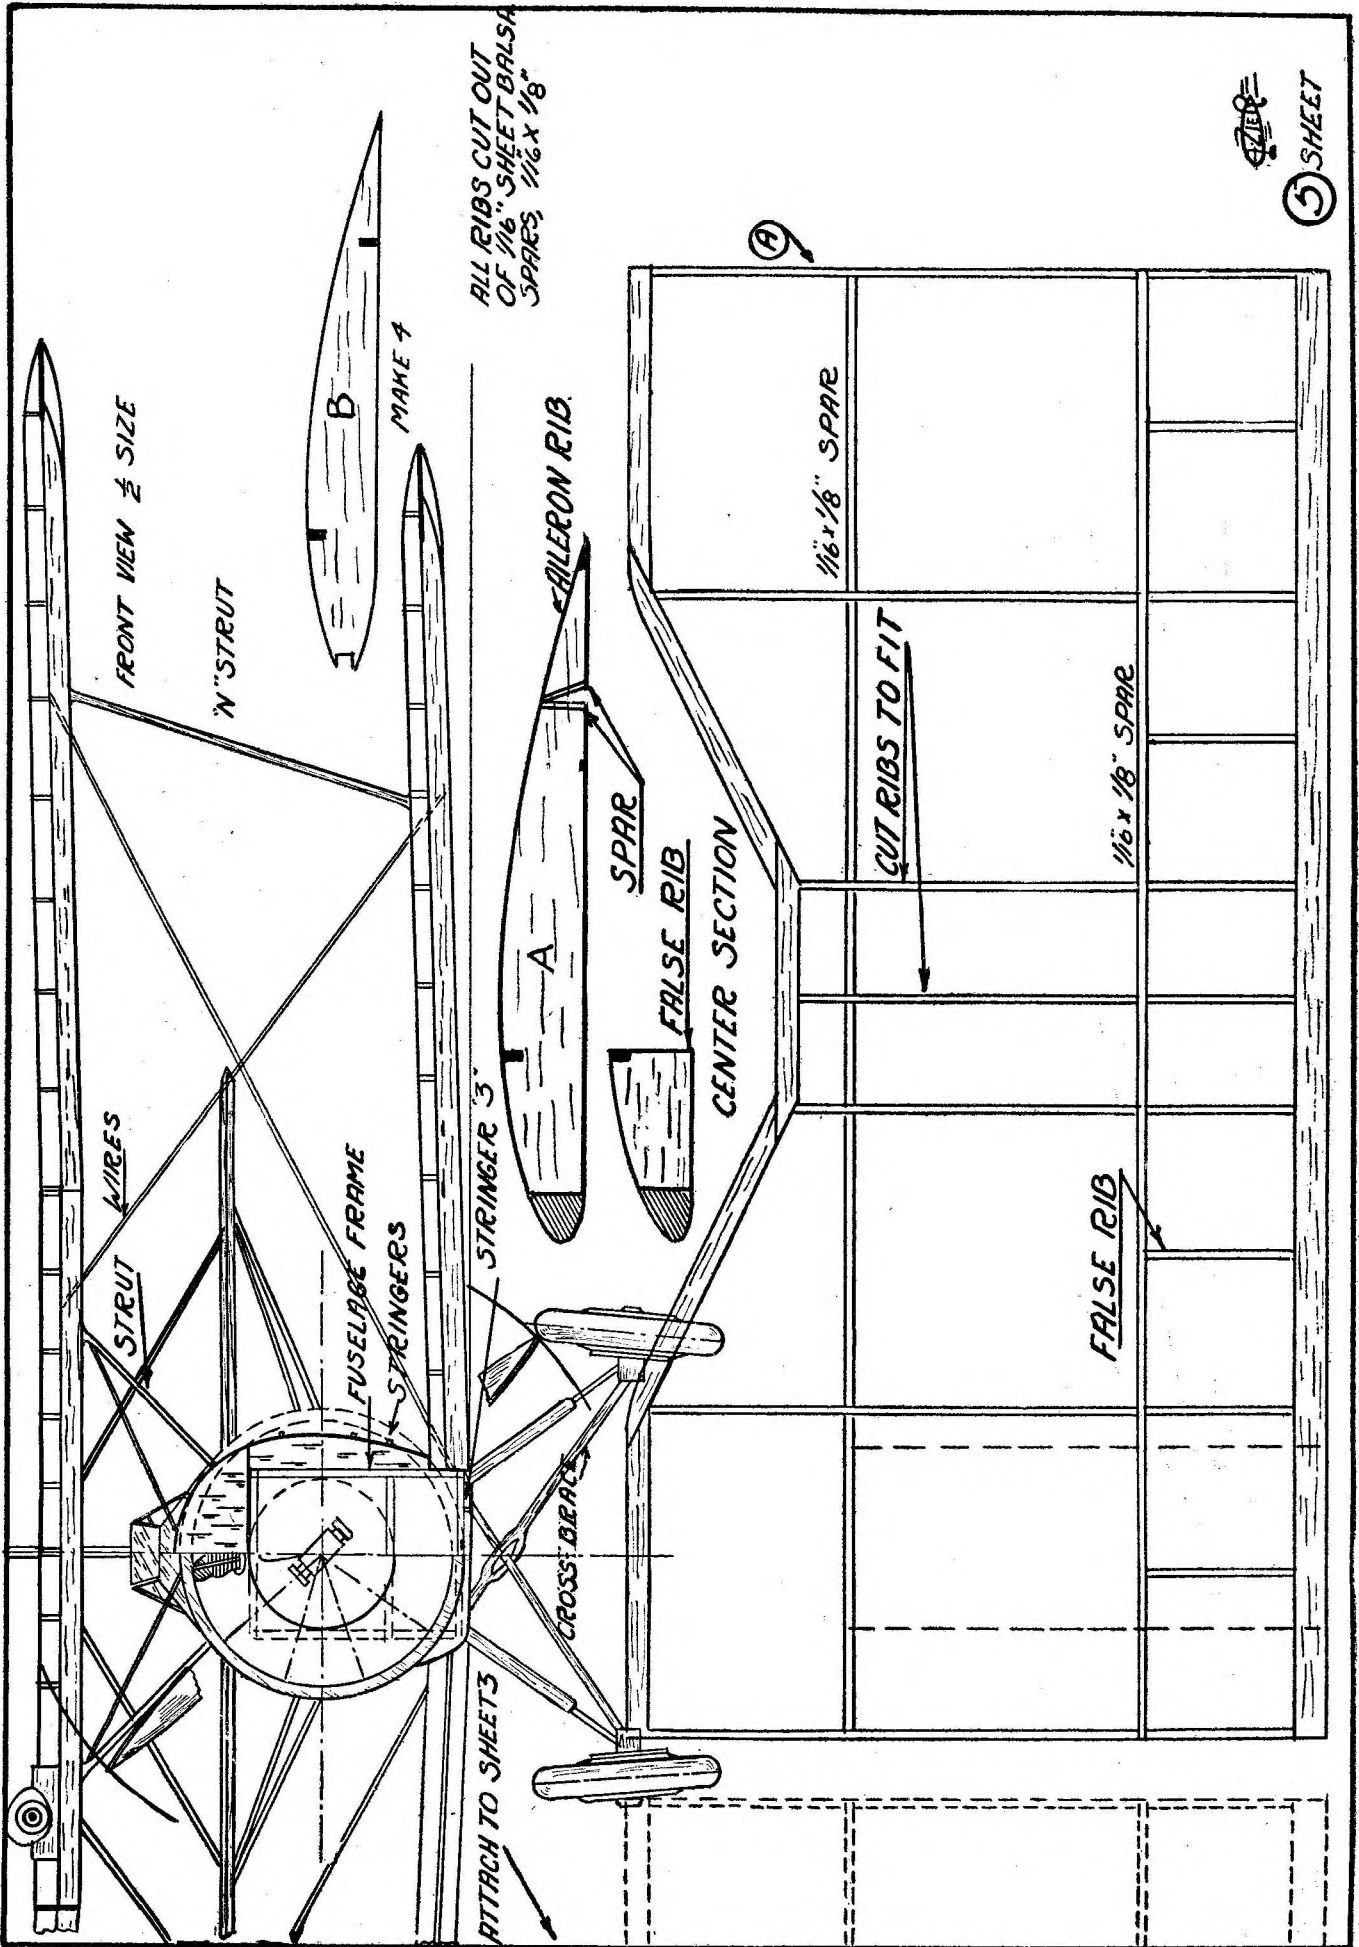 FRONT VIEW ½ SIZE
"N" STRUT
WIRES
STRUT
FUSELAGE FRAME
STRINGERS
STRINGER "3"
CROSS BRACE
ATTACH TO SHEET 3
B
MAKE 4
ALL RIBS CUT OUT
OF 1/16" SHEET BALSA
SPARS, 1/16" X 1/8"
AILERON RIB.
A
SPAR
FALSE RIB
CENTER SECTION
A
1/16" X 1/8" SPAR
CUT RIBS TO FIT
1/16" X 1/8" SPAR
FALSE RIB
5 SHEET